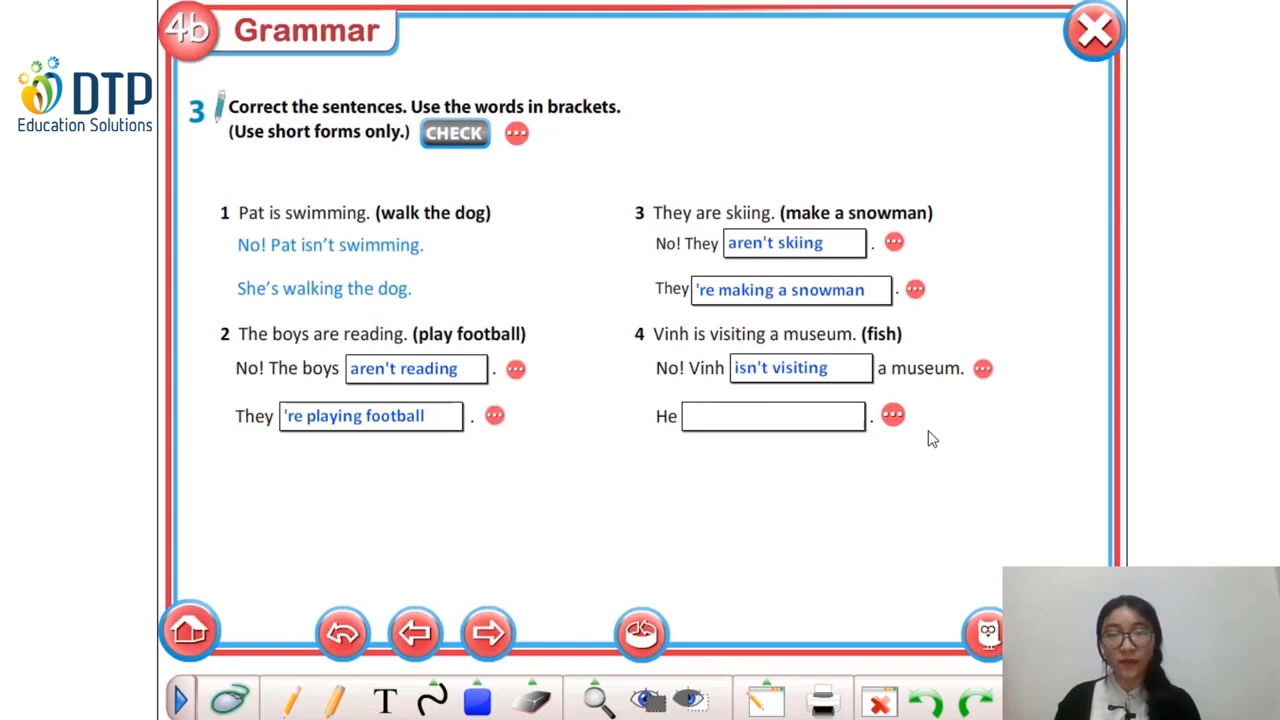 4b Grammar
DTP
Education Solutions
3 Correct the sentences. Use the words in brackets.
(Use short forms only.) CHECK
1 Pat is swimming. (walk the dog)
No! Pat isn't swimming.
She's walking the dog.
2 The boys are reading. (play football)
No! The boys aren't reading .
They 're playing football .
3 They are skiing. (make a snowman)
No! They aren't skiing .
They 're making a snowman .
4 Vinh is visiting a museum. (fish)
No! Vinh isn't visiting a museum.
He .
T